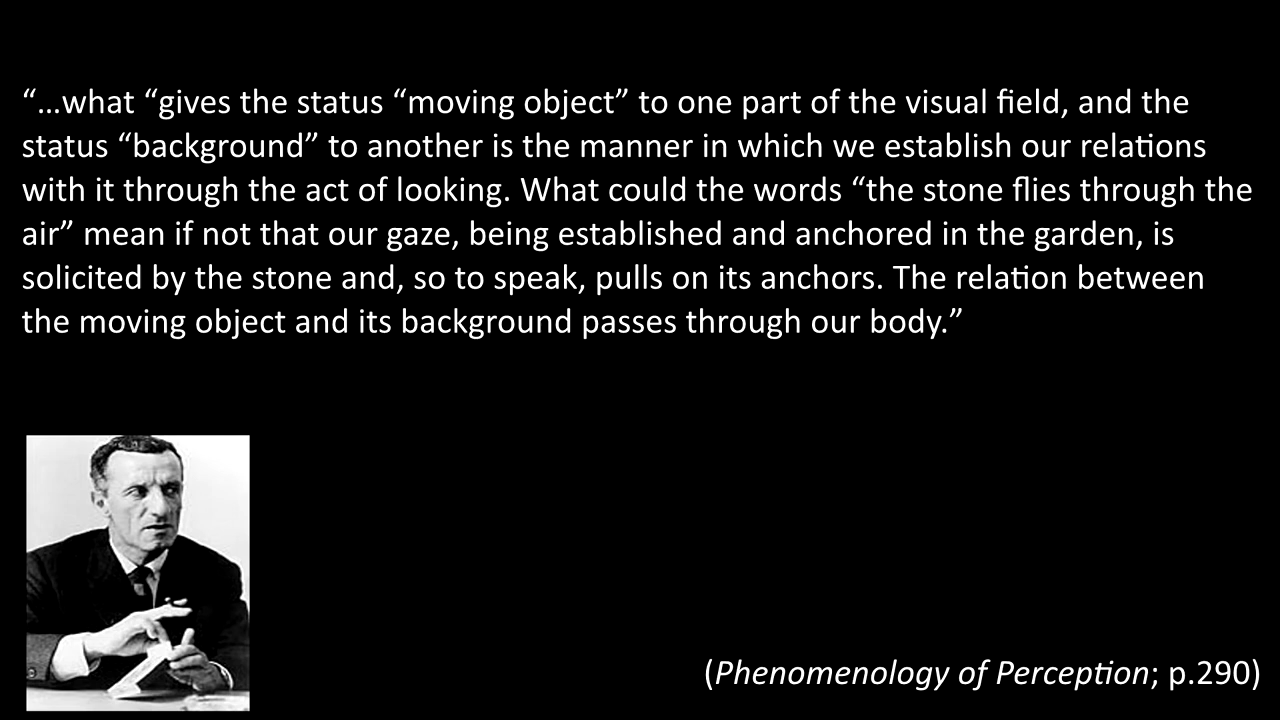 “…what “gives the status “moving object” to one part of the visual field, and the
status “background” to another is the manner in which we establish our relations
with it through the act of looking. What could the words “the stone flies through the
air” mean if not that our gaze, being established and anchored in the garden, is
solicited by the stone and, so to speak, pulls on its anchors. The relation between
the moving object and its background passes through our body.”
(Phenomenology of Perception; p.290)